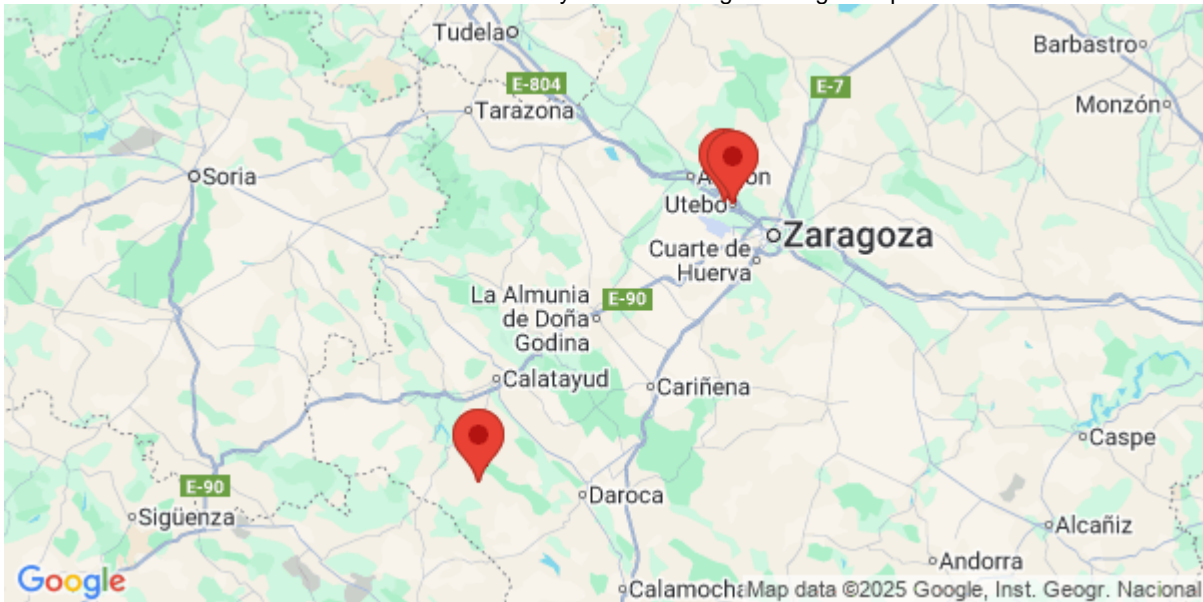 Tudela
Barbastro
E-804
E-7
Monzón
Tarazona
Soria
Utebo
Zaragoza
Cuarte de
Huerva
La Almunia
de Doña
Godina
E-90
Calatayud
Cariñena
Caspe
E-90
Daroca
Sigüenza
Alcañiz
Andorra
Google
Calamocha
Map data ©2025 Google, Inst. Geogr. Nacional